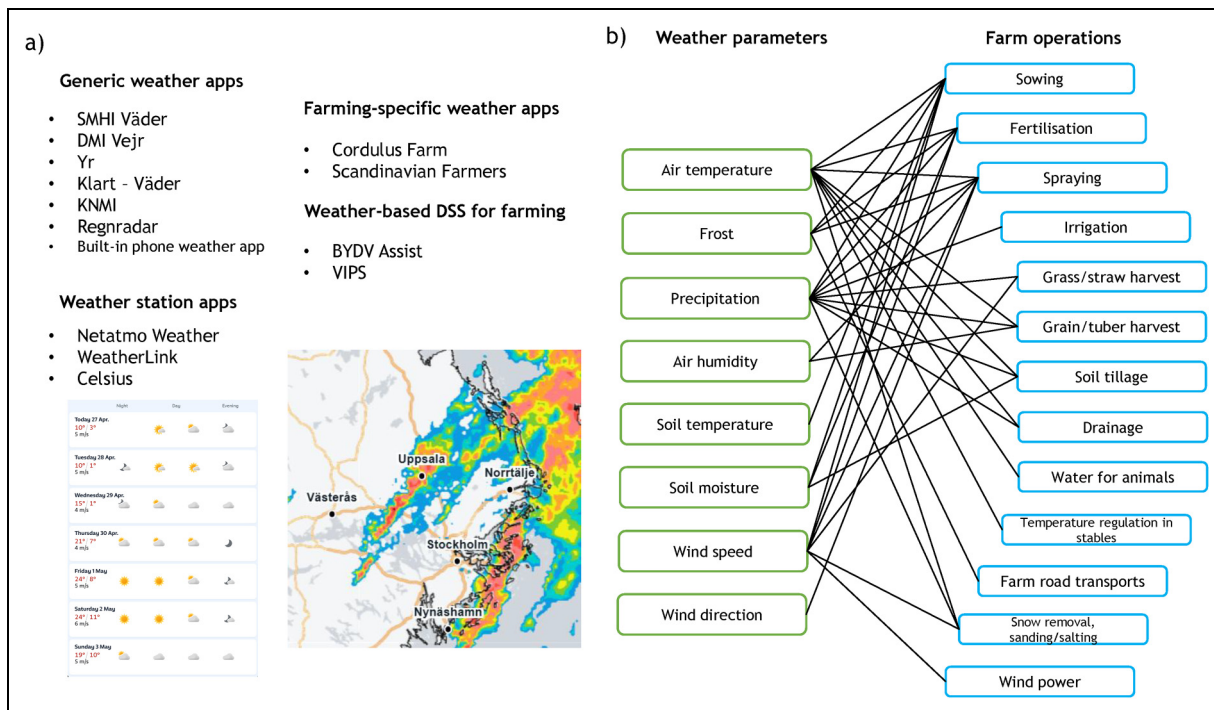 a)
Generic weather apps
• SMHI Väder
• DMI Vejr
• Yr
• Klart – Väder
• KNMI
• Regnradar
• Built-in phone weather app
Weather station apps
• Netatmo Weather
• WeatherLink
• Celsius
Farming-specific weather apps
• Cordulus Farm
• Scandinavian Farmers
Weather-based DSS for farming
• BYDV Assist
• VIPS
Night Day Evening
Today 27 Apr.
10° / 3°
5 m/s
Tuesday 28 Apr.
10° / 1°
5 m/s
Wednesday 29 Apr.
15° / 1°
4 m/s
Thursday 30 Apr.
21° / 7°
4 m/s
Friday 1 May
24° / 8°
5 m/s
Saturday 2 May
24° / 11°
6 m/s
Sunday 3 May
19° / 10°
5 m/s
Uppsala
Norrtälje
Västerås
Stockholm
Nynäshamn
b)
Weather parameters
Air temperature
Frost
Precipitation
Air humidity
Soil temperature
Soil moisture
Wind speed
Wind direction
Farm operations
Sowing
Fertilisation
Spraying
Irrigation
Grass/straw harvest
Grain/tuber harvest
Soil tillage
Drainage
Water for animals
Temperature regulation in
stables
Farm road transports
Snow removal,
sanding/salting
Wind power